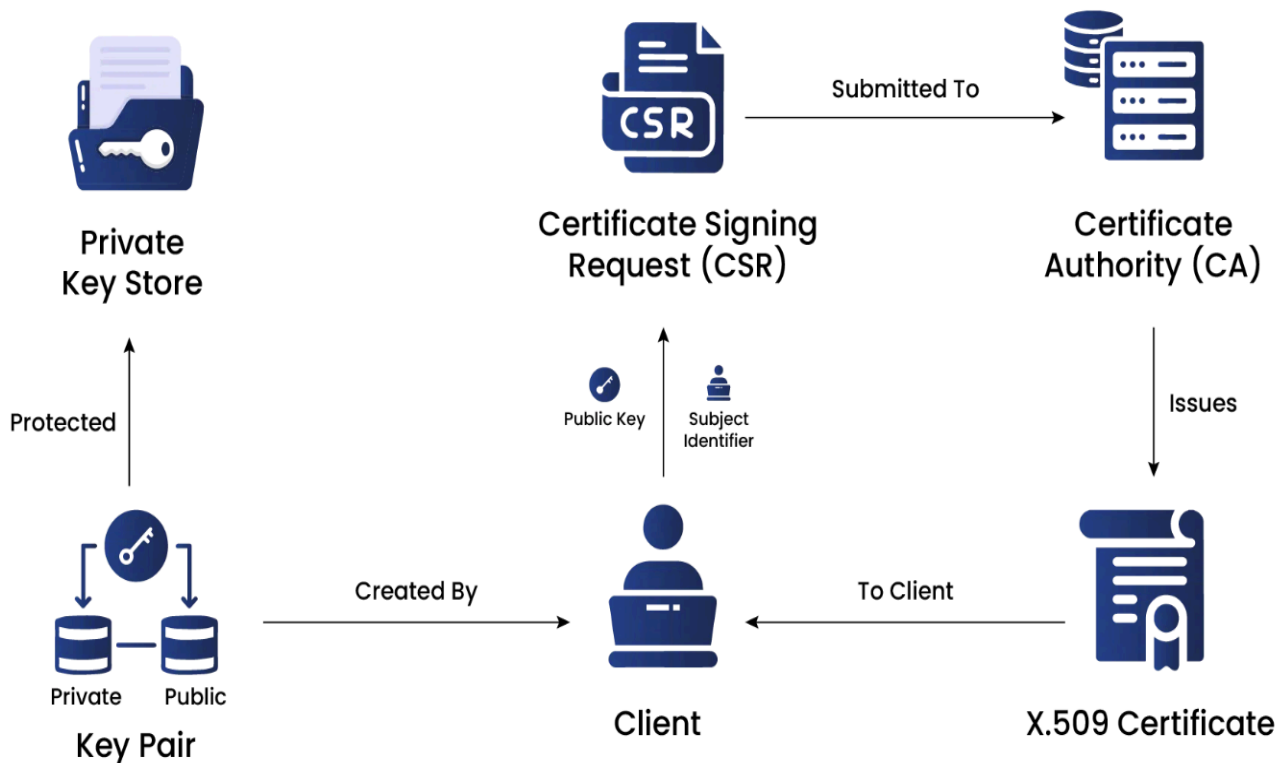 CSR
Submitted To
Private
Key Store
Certificate Signing
Request (CSR)
Certificate
Authority (CA)
Protected
Public Key
Subject
Identifier
Issues
Created By
To Client
Private
Public
Key Pair
Client
X.509 Certificate